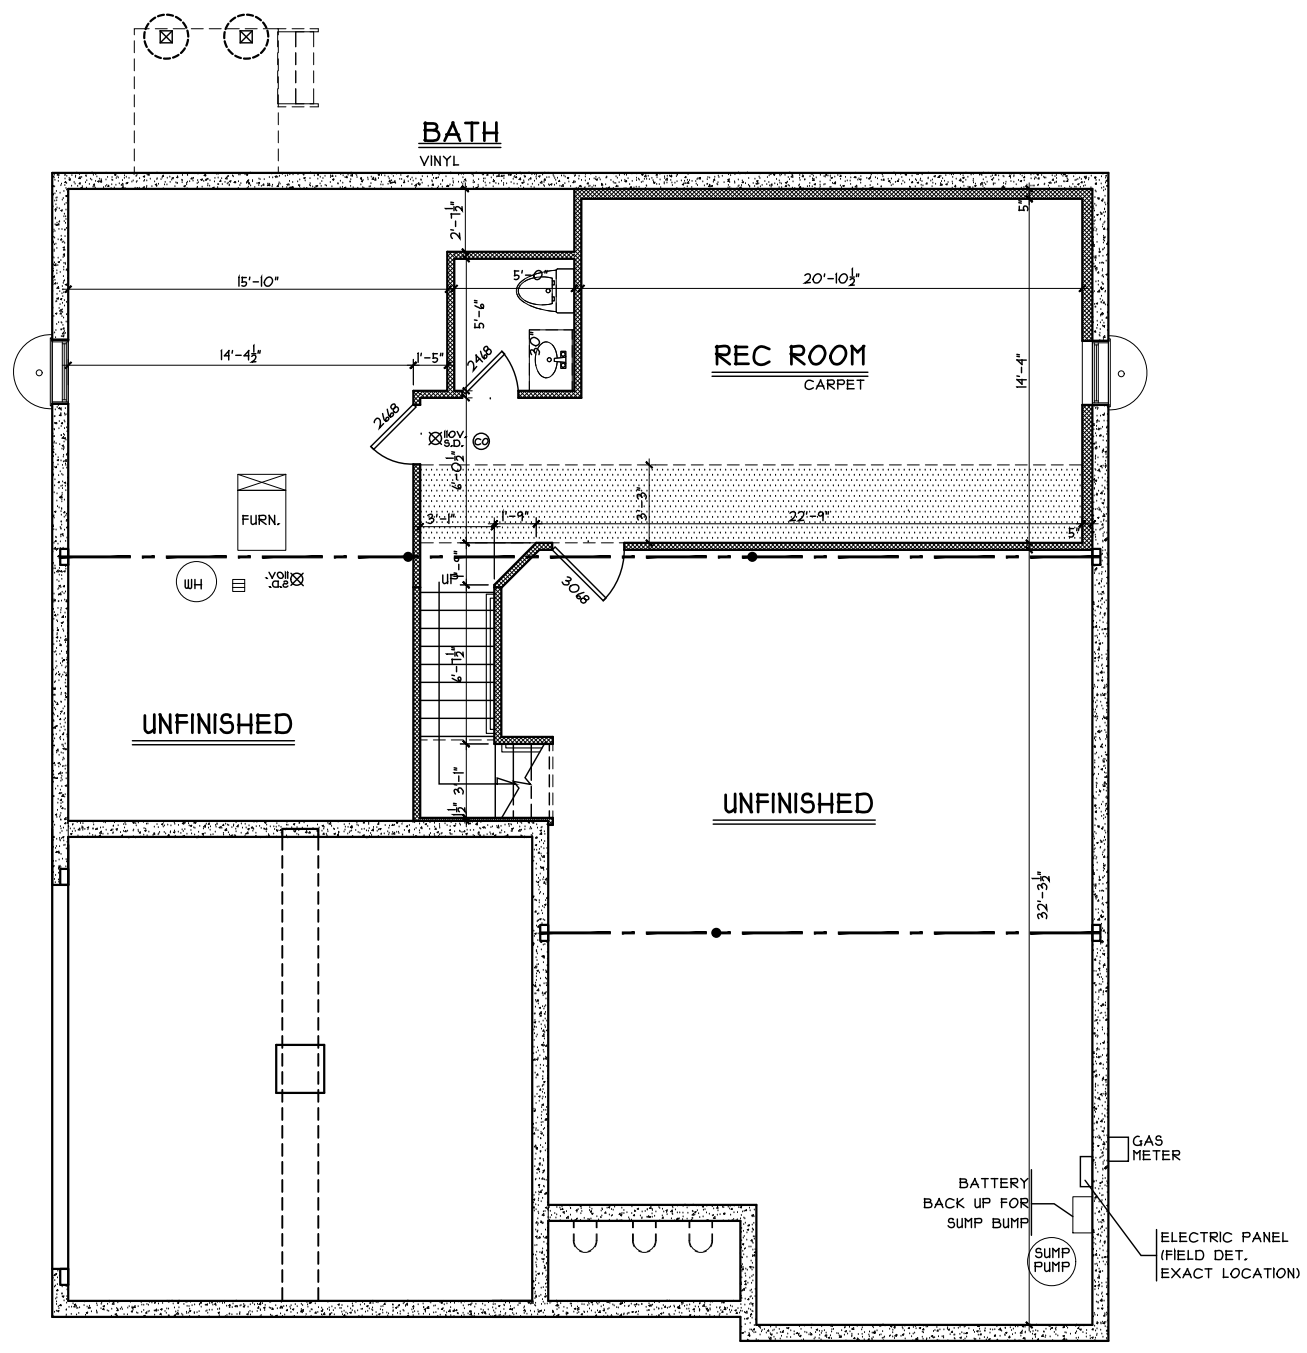 BATH
VINYL
2'-7½"
5"
15'-10"
5'-0"
20'-10½"
5'-6"
30"
14'-4½"
1'-5"
2468
REC ROOM
CARPET
14'-4"
2668
110V.
S.D.
CO
6'-0½"
3'-3"
FURN.
3'-1"
1'-9"
22'-9"
5"
WH
110V.
S.D.
UP
3068
6'-7½"
UNFINISHED
3'-1"
UNFINISHED
32'-3½"
GAS
METER
BATTERY
BACK UP FOR
SUMP BUMP
SUMP
PUMP
ELECTRIC PANEL
(FIELD DET.
EXACT LOCATION)